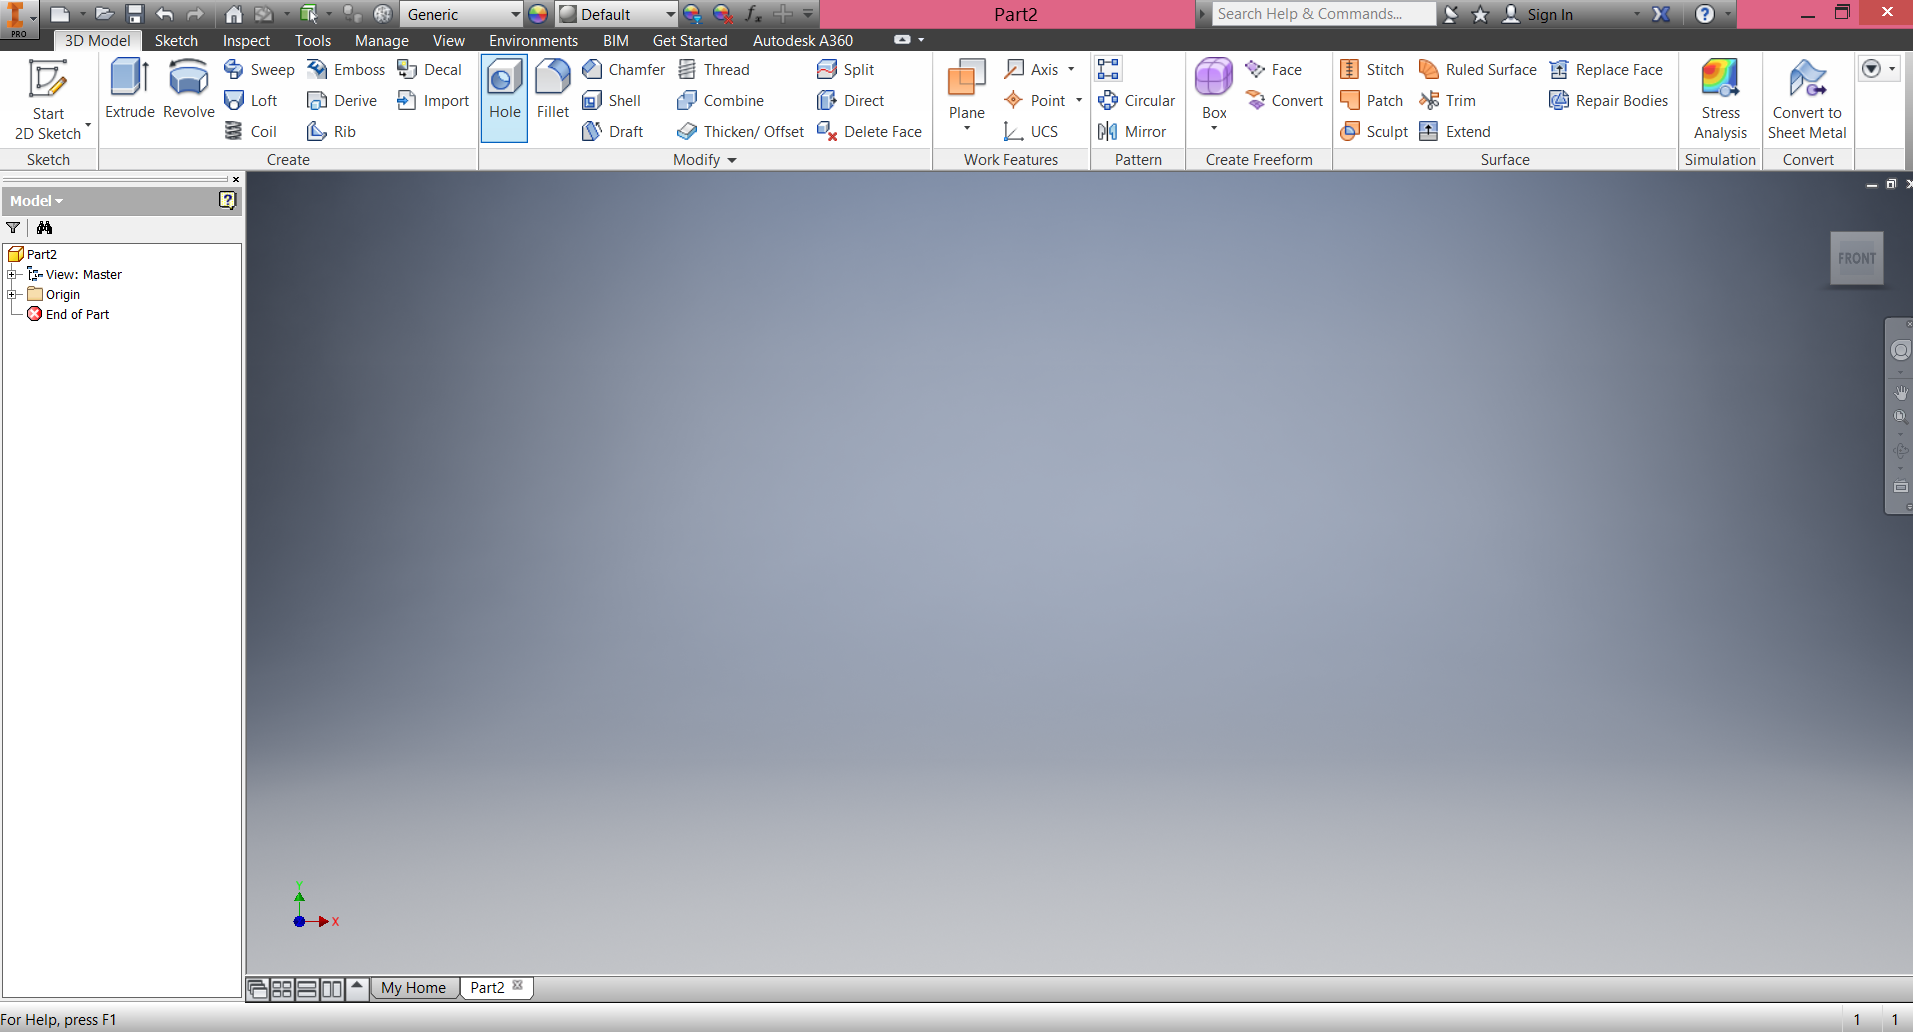 PRO
Generic
Default
fx
Part2
Search Help & Commands...
Sign In
3D Model Sketch Inspect Tools Manage View Environments BIM Get Started Autodesk A360
Start
2D Sketch
Sketch
Extrude
Revolve
Sweep
Loft
Coil
Emboss
Derive
Rib
Decal
Import
Create
Hole
Fillet
Chamfer
Shell
Draft
Thread
Combine
Thicken/ Offset
Split
Direct
Delete Face
Modify
Plane
Axis
Point
UCS
Work Features
Circular
Mirror
Pattern
Box
Face
Convert
Create Freeform
Stitch
Patch
Sculpt
Ruled Surface
Trim
Extend
Replace Face
Repair Bodies
Surface
Stress
Analysis
Simulation
Convert to
Sheet Metal
Convert
Model
Part2
View: Master
Origin
End of Part
FRONT
Y
X
My Home
Part2
For Help, press F1
1 1